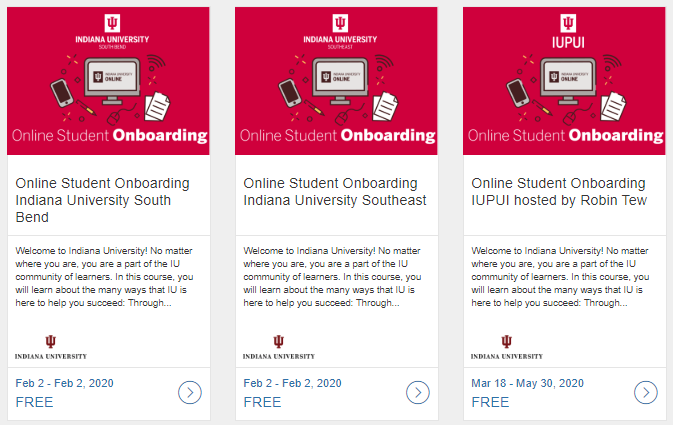 INDIANA UNIVERSITY
SOUTH BEND
INDIANA UNIVERSITY
ONLINE
Online Student Onboarding
Online Student Onboarding
Indiana University South
Bend
Welcome to Indiana University! No matter
where you are, you are a part of the IU
community of learners. In this course, you
will learn about the many ways that IU is
here to help you succeed: Through...
INDIANA UNIVERSITY
Feb 2 - Feb 2, 2020
FREE
INDIANA UNIVERSITY
SOUTHEAST
INDIANA UNIVERSITY
ONLINE
Online Student Onboarding
Online Student Onboarding
Indiana University Southeast
Welcome to Indiana University! No matter
where you are, you are a part of the IU
community of learners. In this course, you
will learn about the many ways that IU is
here to help you succeed: Through...
INDIANA UNIVERSITY
Feb 2 - Feb 2, 2020
FREE
IUPUI
INDIANA UNIVERSITY
ONLINE
Online Student Onboarding
Online Student Onboarding
IUPUI hosted by Robin Tew
Welcome to Indiana University! No matter
where you are, you are a part of the IU
community of learners. In this course, you
will learn about the many ways that IU is
here to help you succeed: Through...
INDIANA UNIVERSITY
Mar 18 - May 30, 2020
FREE